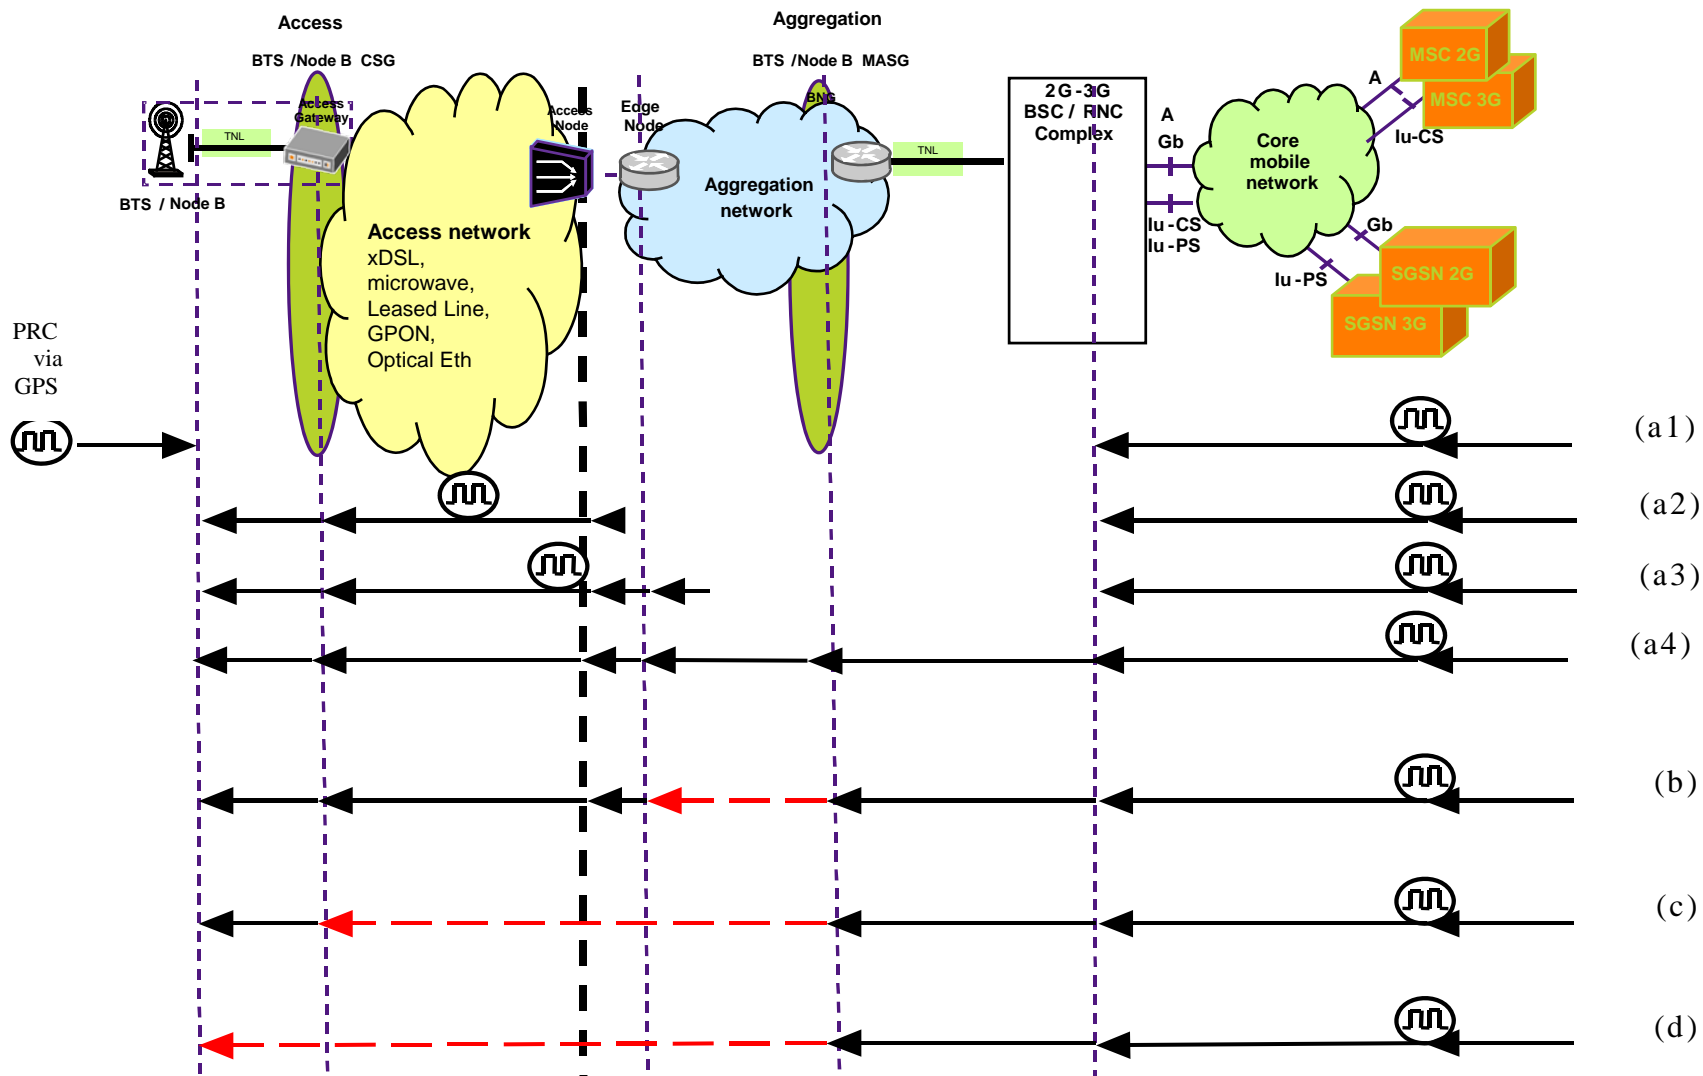 Access
Aggregation
BTS /Node B CSG
BTS /Node B MASG
MSC 2G
MSC 3G
A
Iu-CS
Access
Gateway
Access
Node
Edge
Node
BNG
2G-3G
BSC / RNC
Complex
A
Gb
TNL
TNL
Core
mobile
network
Aggregation
network
BTS / Node B
Iu-CS
Iu-PS
Gb
Iu-PS
SGSN 2G
SGSN 3G
Access network
xDSL,
microwave,
Leased Line,
GPON,
Optical Eth
PRC
via
GPS
(a1)
(a2)
(a3)
(a4)
(b)
(c)
(d)